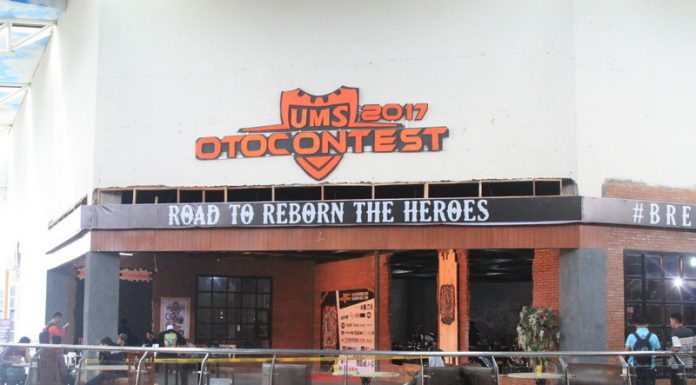 UMS 2017
OTOCONTEST
ROAD TO REBORN THE HEROES
#BRE